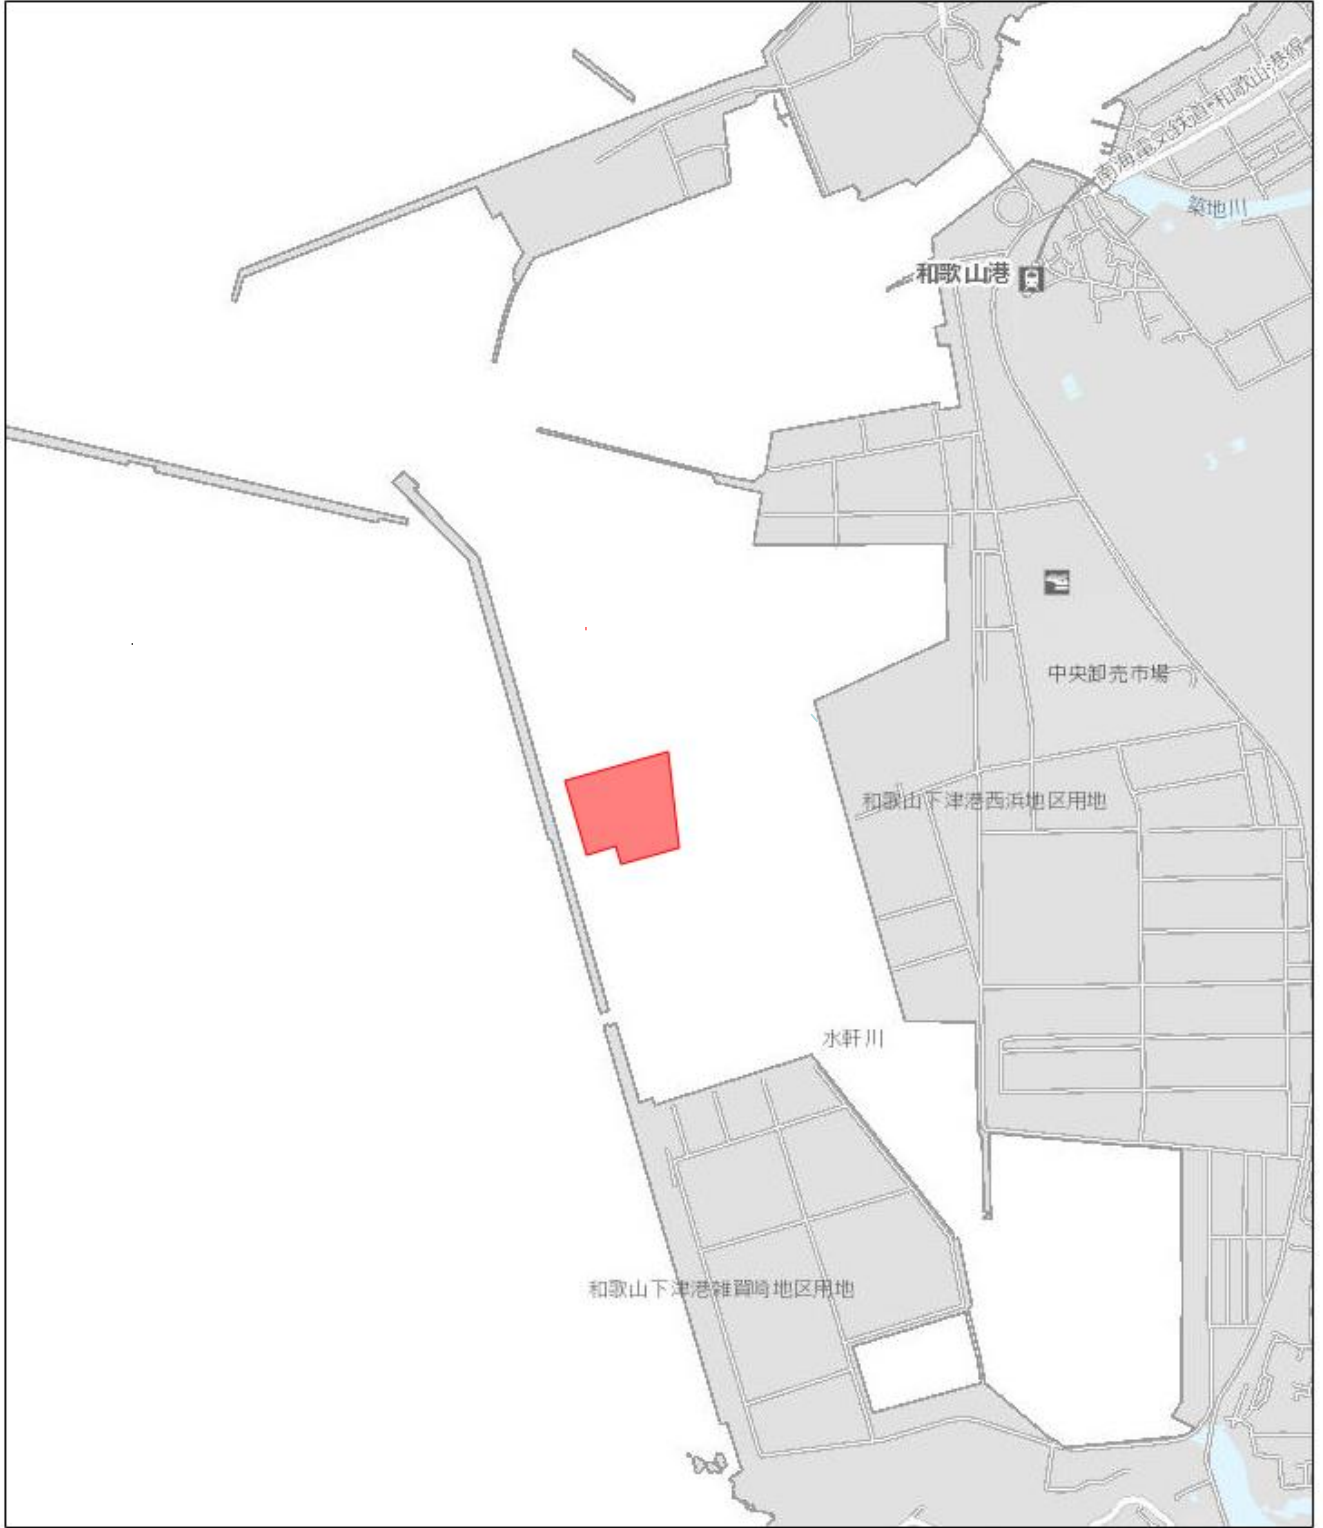 南海電気鉄道-和歌山港線
築地川
和歌山港
中央卸売市場
和歌山下津港西浜地区用地
水軒川
和歌山下津港雑賀崎地区用地